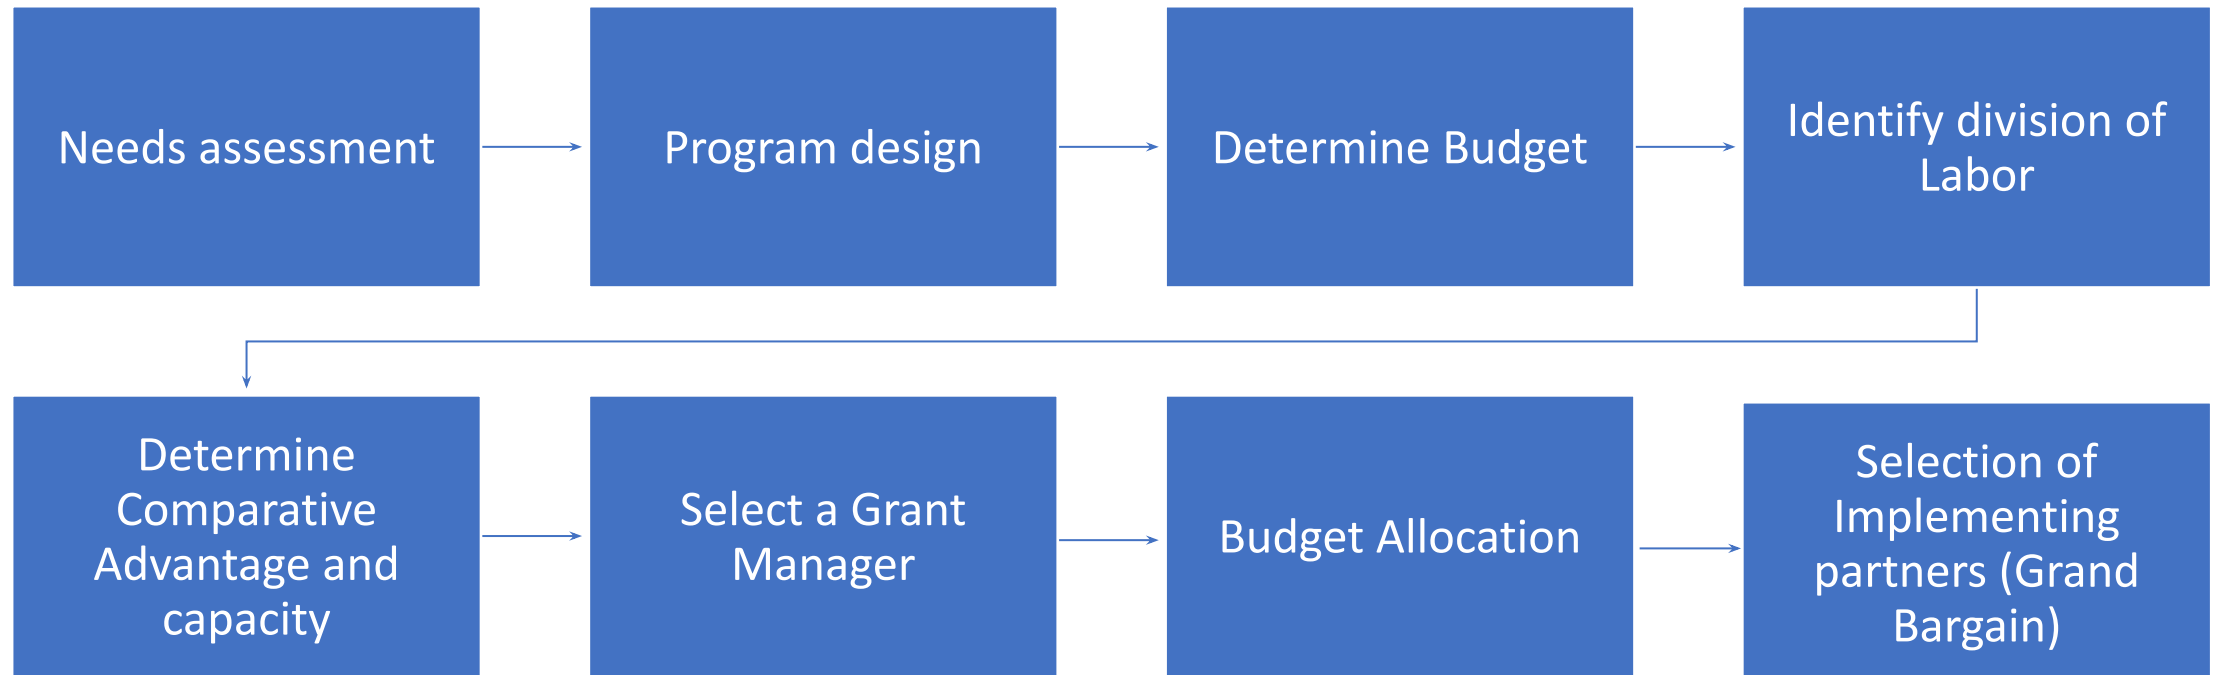 Needs assessment
Program design
Determine Budget
Identify division of
Labor
Determine
Comparative
Advantage and
capacity
Select a Grant
Manager
Budget Allocation
Selection of
Implementing
partners (Grand
Bargain)